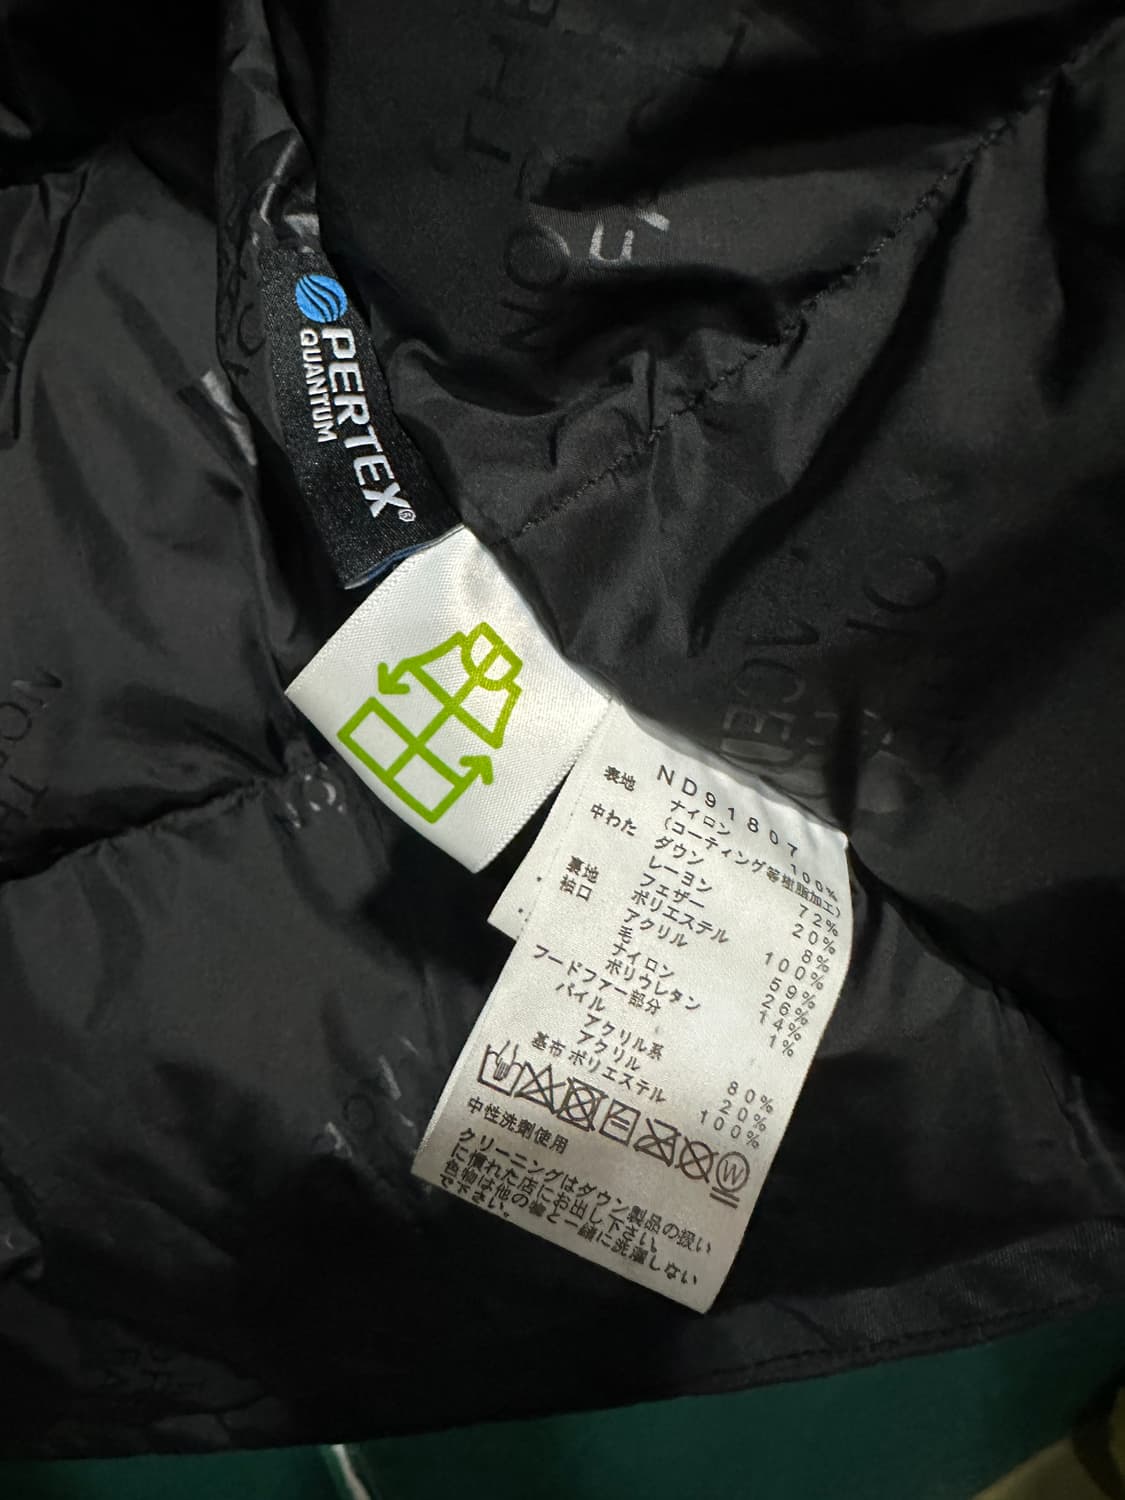 PERTEX®
QUANTUM
ND91807
表地 ナイロン 100%
(コーティング等樹脂加工)
中わた ダウン 72%
レーヨン 20%
フェザー 8%
裏地 ポリエステル 100%
袖口 アクリル 59%
毛 26%
ナイロン 14%
ポリウレタン 1%
フードファー部分
パイル
アクリル系 80%
アクリル 20%
基布 ポリエステル 100%
W
中性洗剤使用
クリーニングはダウン製品の扱い
に慣れた店にお出し下さい。
色物は他の物と一緒に洗濯しない
で下さい。